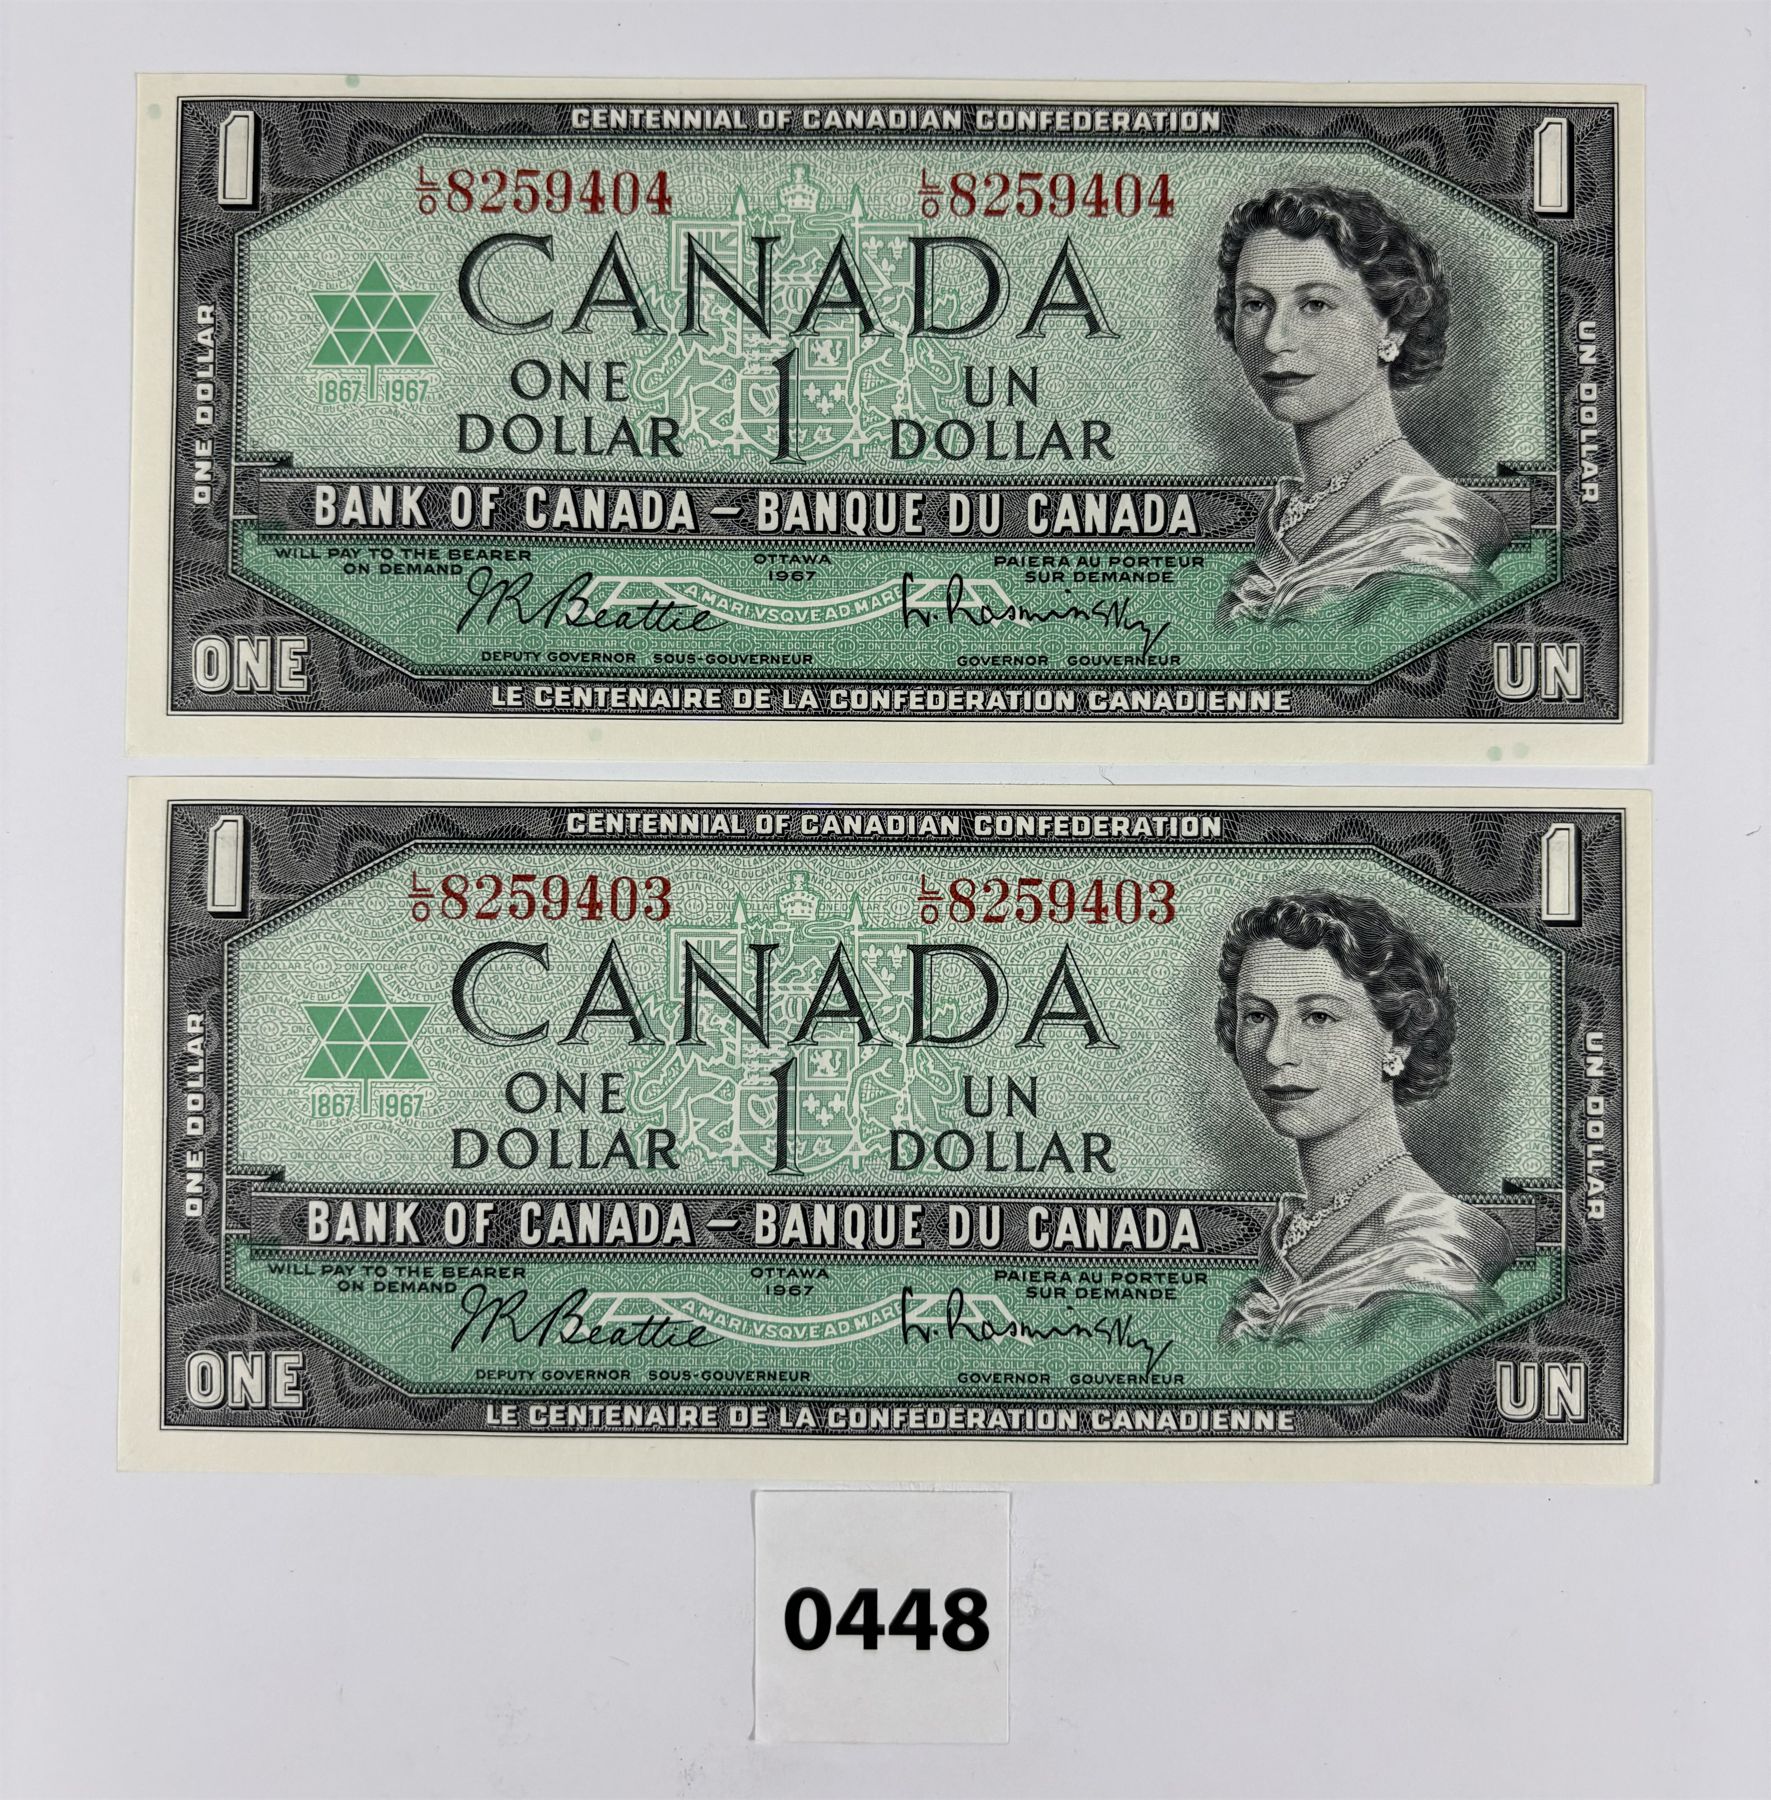 CENTENNIAL OF CANADIAN CONFEDERATION
1 1
L/O 8259404 L/O 8259404
CANADA
1867 1967
ONE DOLLAR 1 UN DOLLAR
ONE DOLLAR
UN DOLLAR
BANK OF CANADA – BANQUE DU CANADA
WILL PAY TO THE BEARER ON DEMAND
OTTAWA 1967
PAIERA AU PORTEUR SUR DEMANDE
A MARI VSQVE AD MARE
JR Beattie L. Rasminsky
DEPUTY GOVERNOR SOUS-GOUVERNEUR
GOVERNOR GOUVERNEUR
ONE UN
LE CENTENAIRE DE LA CONFÉDÉRATION CANADIENNE
CENTENNIAL OF CANADIAN CONFEDERATION
1 1
L/O 8259403 L/O 8259403
CANADA
1867 1967
ONE DOLLAR 1 UN DOLLAR
ONE DOLLAR
UN DOLLAR
BANK OF CANADA – BANQUE DU CANADA
WILL PAY TO THE BEARER ON DEMAND
OTTAWA 1967
PAIERA AU PORTEUR SUR DEMANDE
A MARI VSQVE AD MARE
JR Beattie L. Rasminsky
DEPUTY GOVERNOR SOUS-GOUVERNEUR
GOVERNOR GOUVERNEUR
ONE UN
LE CENTENAIRE DE LA CONFÉDÉRATION CANADIENNE
0448